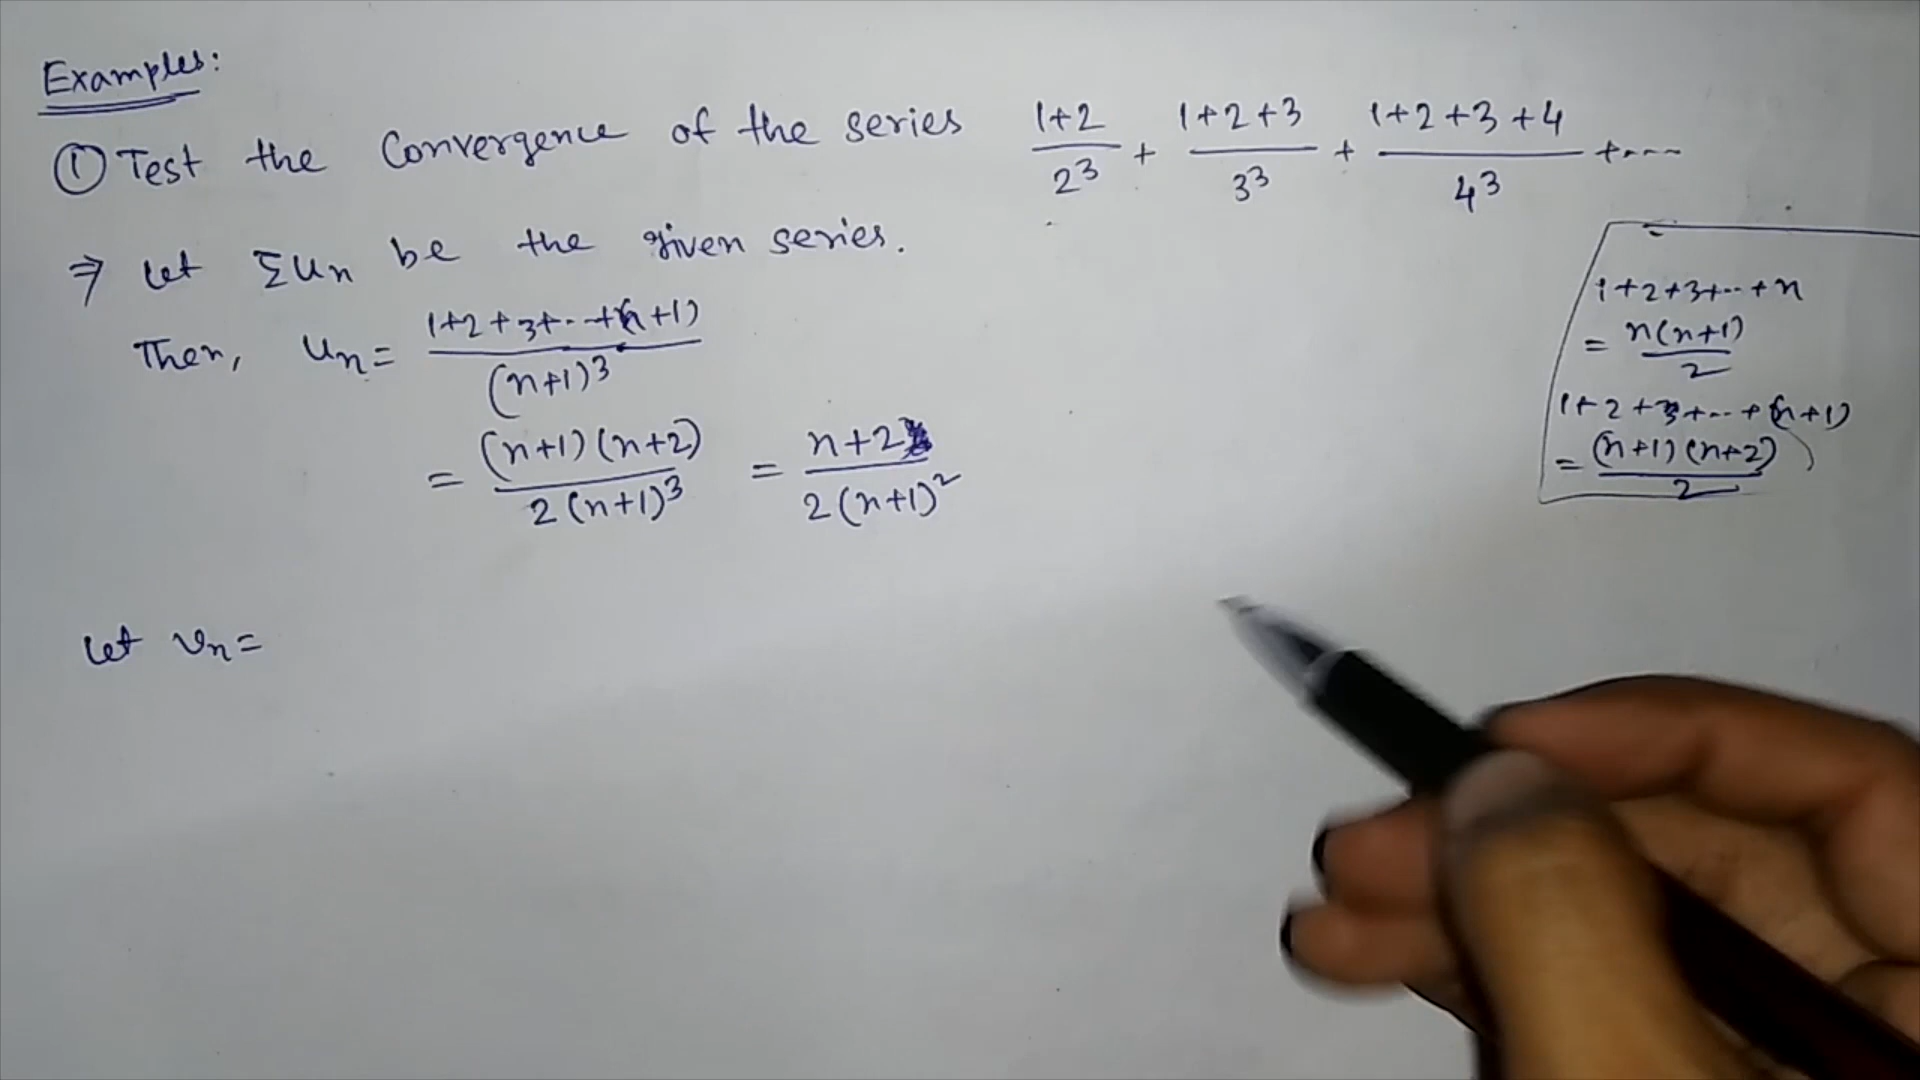 Examples:
① Test the Convergence of the series (1+2)/2³ + (1+2+3)/3³ + (1+2+3+4)/4³ +....
⇒ Let Σun be the given series.
Then, un = (1+2+3+...+(n+1))/(n+1)³
= (n+1)(n+2)/2(n+1)³ = n+2/2(n+1)²
Let vn =
1+2+3+...+n
= n(n+1)/2
1+2+3+...+(n+1)
= (n+1)(n+2)/2